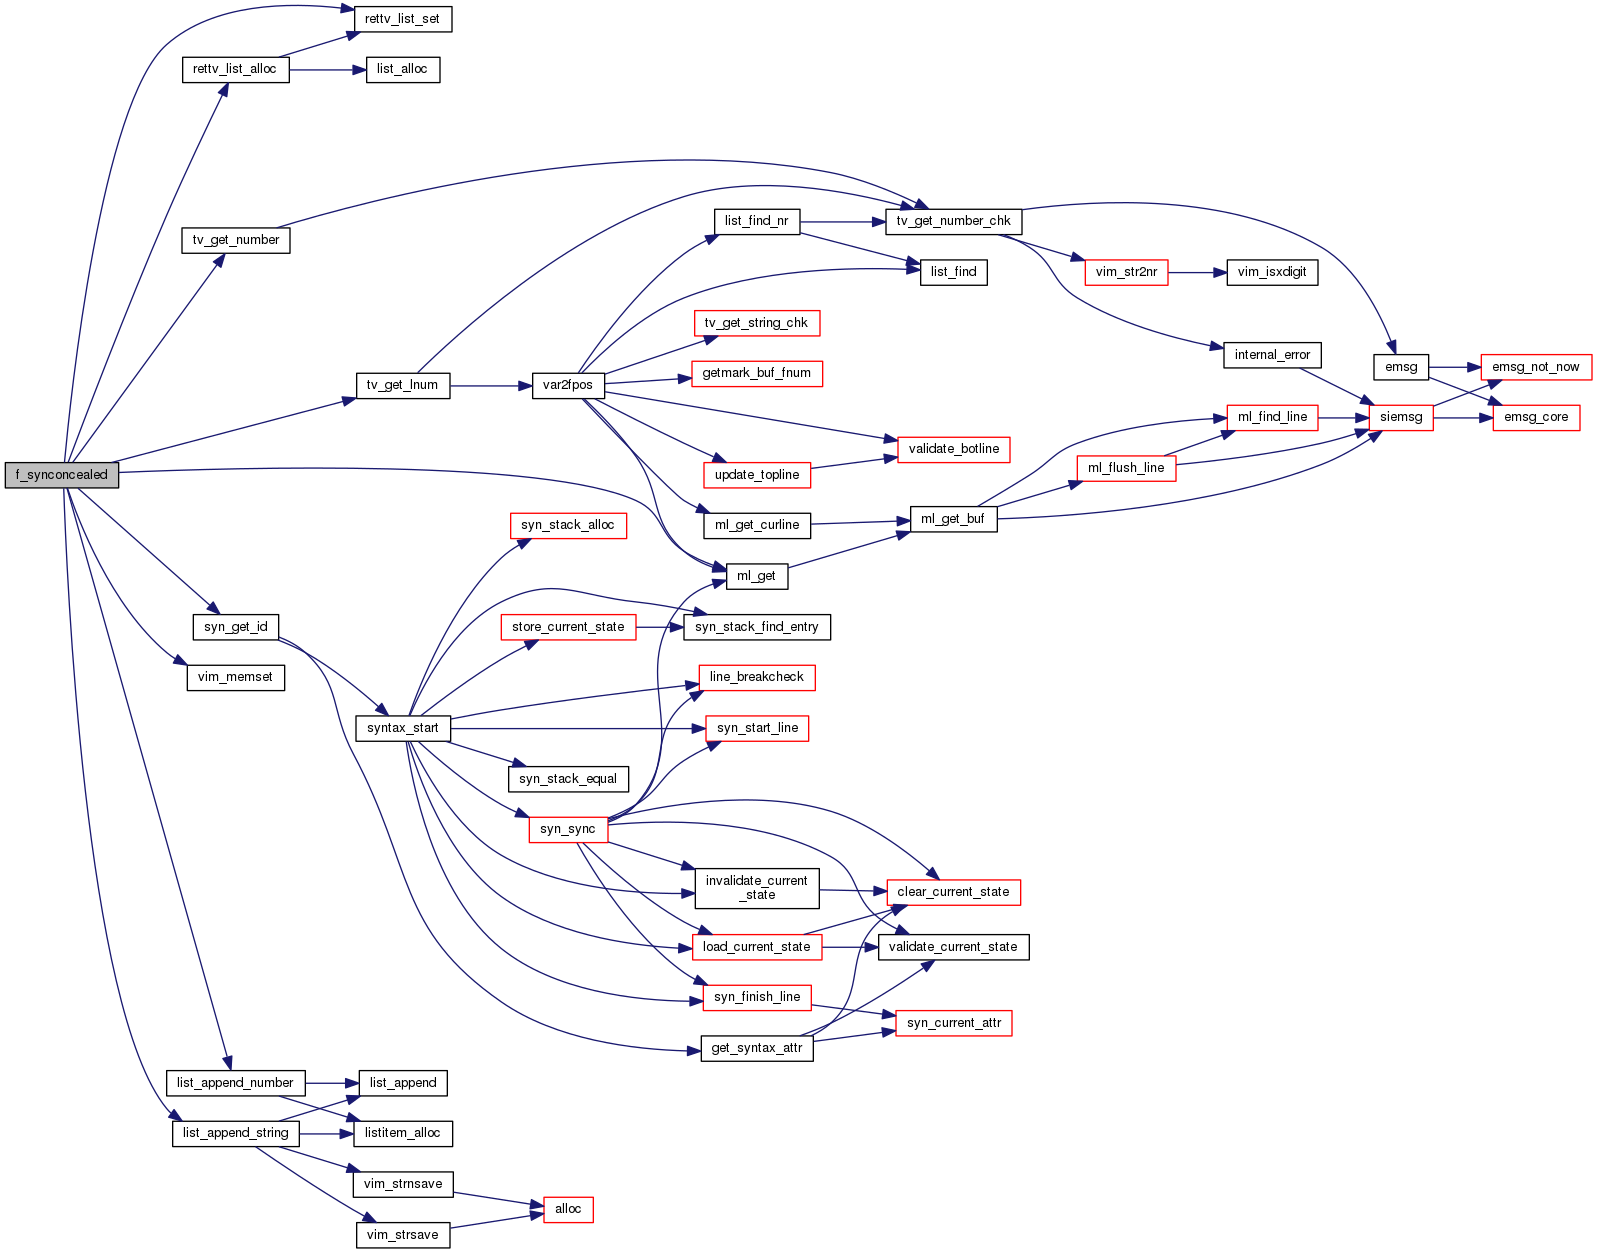 rettv_list_set
rettv_list_alloc
list_alloc
list_find_nr
tv_get_number_chk
tv_get_number
list_find
vim_str2nr
vim_isxdigit
tv_get_string_chk
internal_error
emsg
emsg_not_now
getmark_buf_fnum
tv_get_lnum
var2fpos
ml_find_line
siemsg
emsg_core
validate_botline
f_synconcealed
update_topline
ml_flush_line
syn_stack_alloc
ml_get_curline
ml_get_buf
ml_get
syn_get_id
store_current_state
syn_stack_find_entry
vim_memset
line_breakcheck
syntax_start
syn_start_line
syn_stack_equal
syn_sync
invalidate_current
_state
clear_current_state
load_current_state
validate_current_state
syn_finish_line
syn_current_attr
get_syntax_attr
list_append_number
list_append
list_append_string
listitem_alloc
vim_strnsave
alloc
vim_strsave